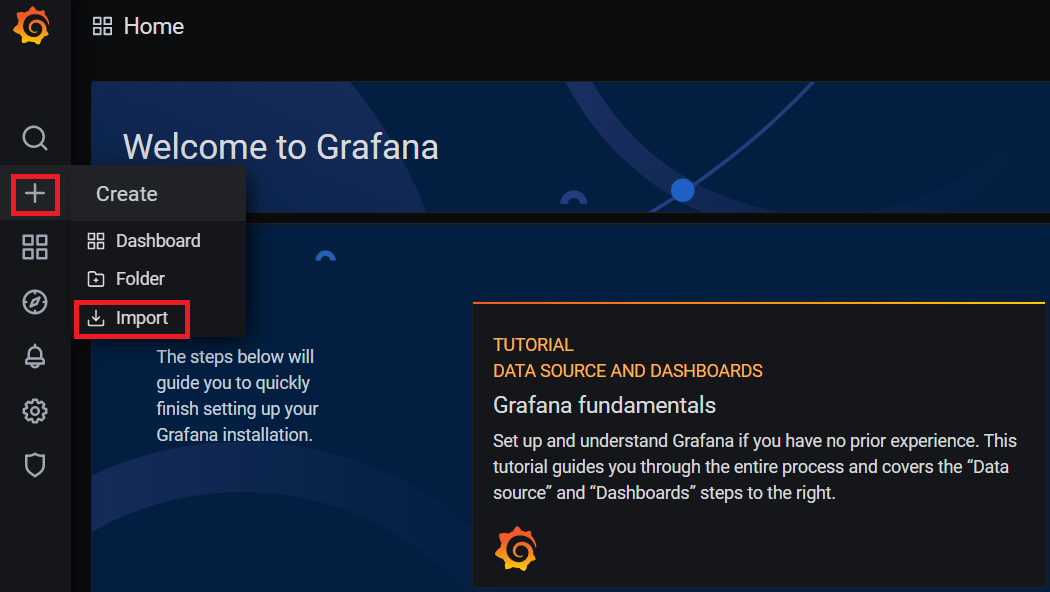 Home
Welcome to Grafana
Create
Dashboard
Folder
Import
The steps below will
guide you to quickly
finish setting up your
Grafana installation.
TUTORIAL
DATA SOURCE AND DASHBOARDS
Grafana fundamentals
Set up and understand Grafana if you have no prior experience. This
tutorial guides you through the entire process and covers the “Data
source” and “Dashboards” steps to the right.